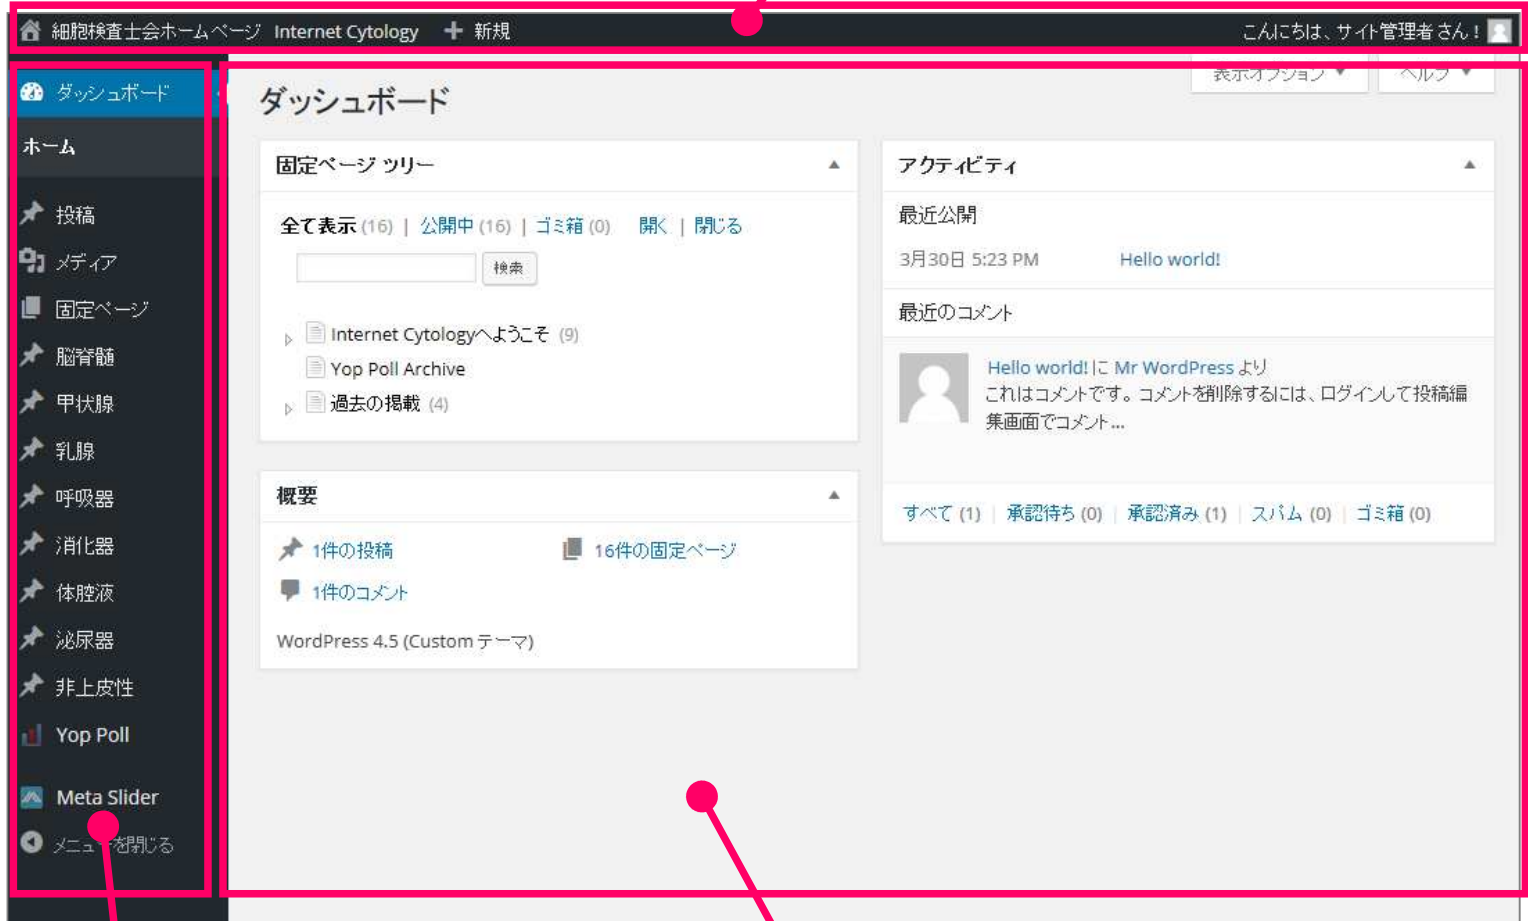 細胞検査士会ホームページ Internet Cytology 新規
こんにちは、サイト管理者 さん !
表示オプション
ヘルプ
ダッシュボード
ホーム
投稿
メディア
固定ページ
脳脊髄
甲状腺
乳腺
呼吸器
消化器
体腔液
泌尿器
非上皮性
Yop Poll
Meta Slider
メニューを閉じる
ダッシュボード
固定ページ ツリー
全て表示 (16) | 公開中 (16) | ゴミ箱 (0) 開く | 閉じる
検索
Internet Cytologyへようこそ (9)
Yop Poll Archive
過去の掲載 (4)
概要
1件の投稿
16件の固定ページ
1件のコメント
WordPress 4.5 (Custom テーマ)
アクティビティ
最近公開
3月30日 5:23 PM Hello world!
最近のコメント
Hello world! に Mr WordPress より
これはコメントです。コメントを削除するには、ログインして投稿編
集画面でコメント...
すべて (1) | 承認待ち (0) | 承認済み (1) | スパム (0) | ゴミ箱 (0)